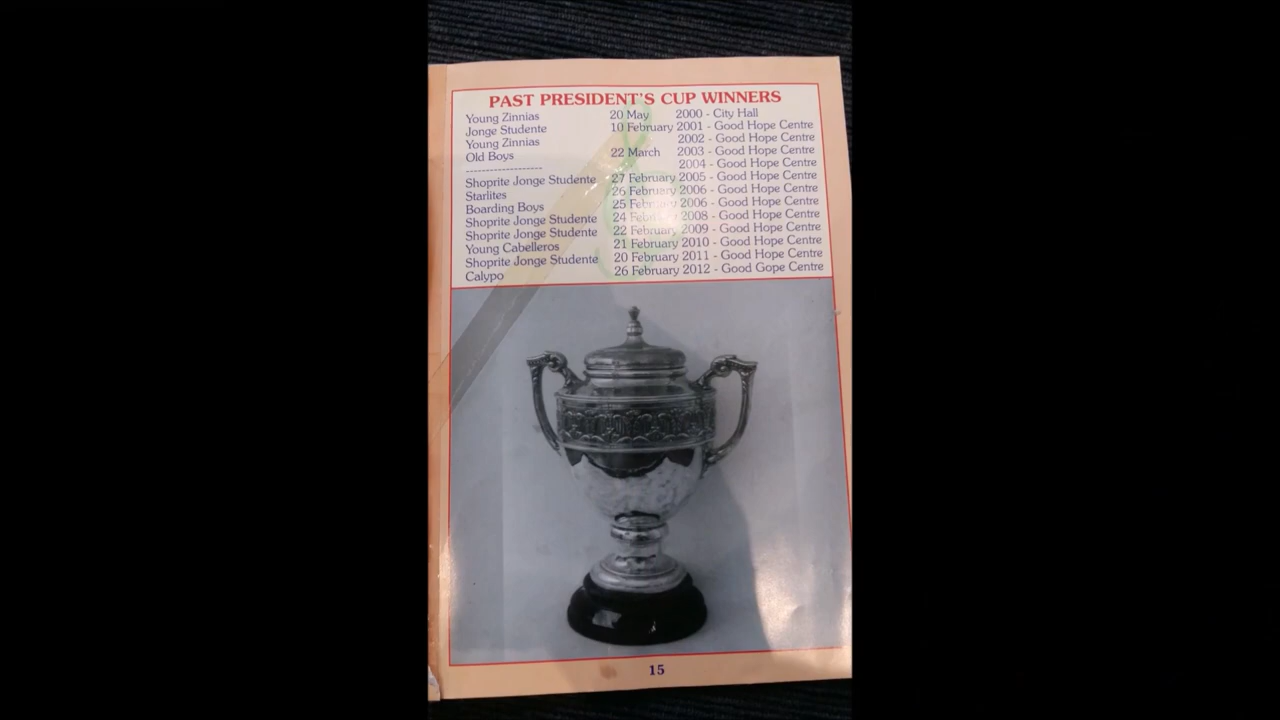 PAST PRESIDENT'S CUP WINNERS
Young Zinnias 20 May 2000 - City Hall
Jonge Studente 10 February 2001 - Good Hope Centre
Young Zinnias 2002 - Good Hope Centre
Old Boys 22 March 2003 - Good Hope Centre
------------------- 2004 - Good Hope Centre
Shoprite Jonge Studente 27 February 2005 - Good Hope Centre
Starlites 26 February 2006 - Good Hope Centre
Boarding Boys 25 February 2006 - Good Hope Centre
Shoprite Jonge Studente 24 February 2008 - Good Hope Centre
Shoprite Jonge Studente 22 February 2009 - Good Hope Centre
Young Cabelleros 21 February 2010 - Good Hope Centre
Shoprite Jonge Studente 20 February 2011 - Good Hope Centre
Calypo 26 February 2012 - Good Gope Centre
15